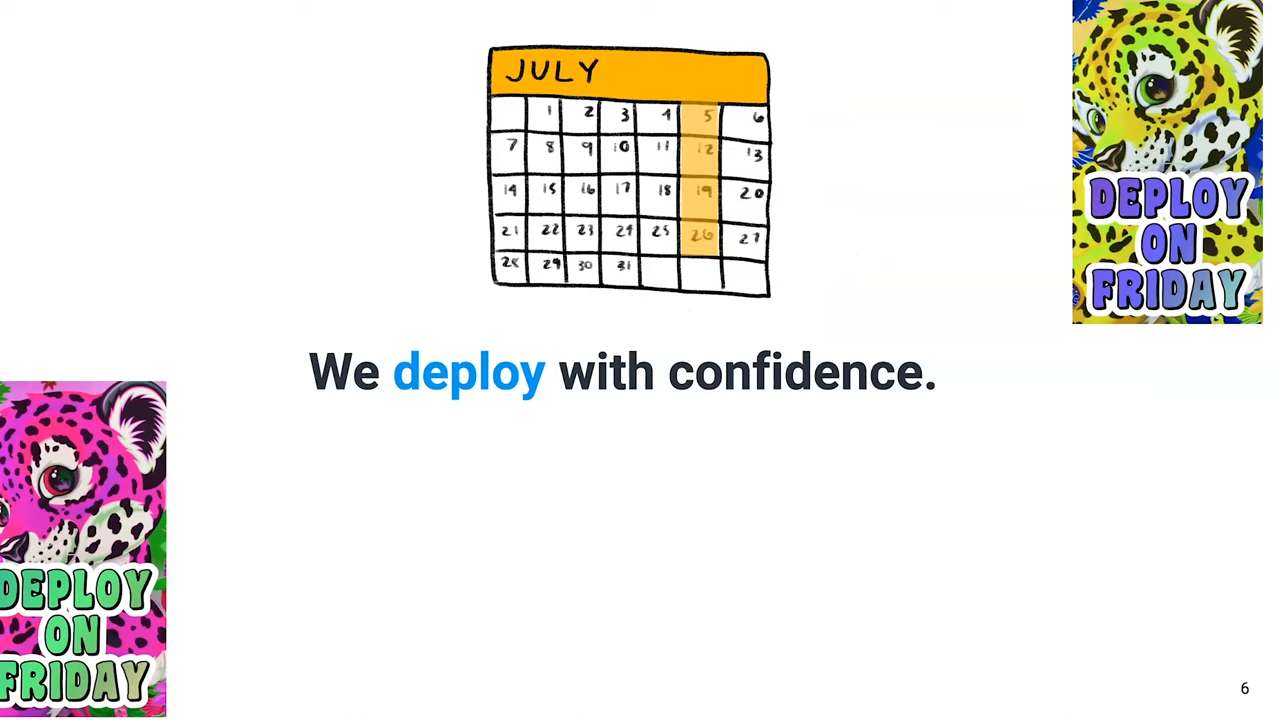 JULY
1 2 3 4 5 6
7 8 9 10 11 12 13
14 15 16 17 18 19 20
21 22 23 24 25 26 27
28 29 30 31
DEPLOY
ON
FRIDAY
We deploy with confidence.
DEPLOY
ON
FRIDAY
6